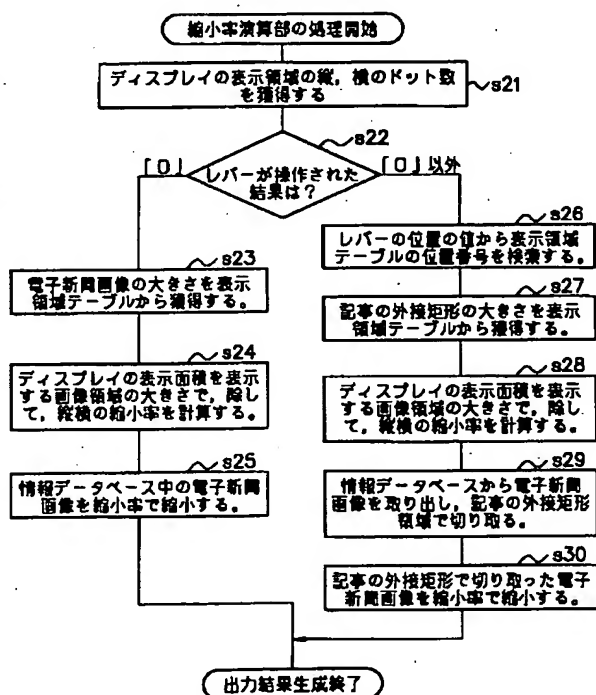 縮小率演算部の処理開始
ディスプレイの表示領域の縦,横のドット数
を獲得する
s21
s22
レバーが操作された
結果は?
「0」
「0」以外
s23
電子新聞画像の大きさを表示
領域テーブルから獲得する。
s24
ディスプレイの表示面積を表示
する画像領域の大きさで,除し
て,縦横の縮小率を計算する。
s25
情報データベース中の電子新聞
画像を縮小率で縮小する。
s26
レバーの位置の値から表示領域
テーブルの位置番号を検索する。
s27
記事の外接矩形の大きさを表示
領域テーブルから獲得する。
s28
ディスプレイの表示面積を表示
する画像領域の大きさで,除し
て,縦横の縮小率を計算する。
s29
情報データベースから電子新聞
画像を取り出し,記事の外接矩形
領域で切り取る。
s30
記事の外接矩形で切り取った電子
新聞画像を縮小率で縮小する。
出力結果生成終了